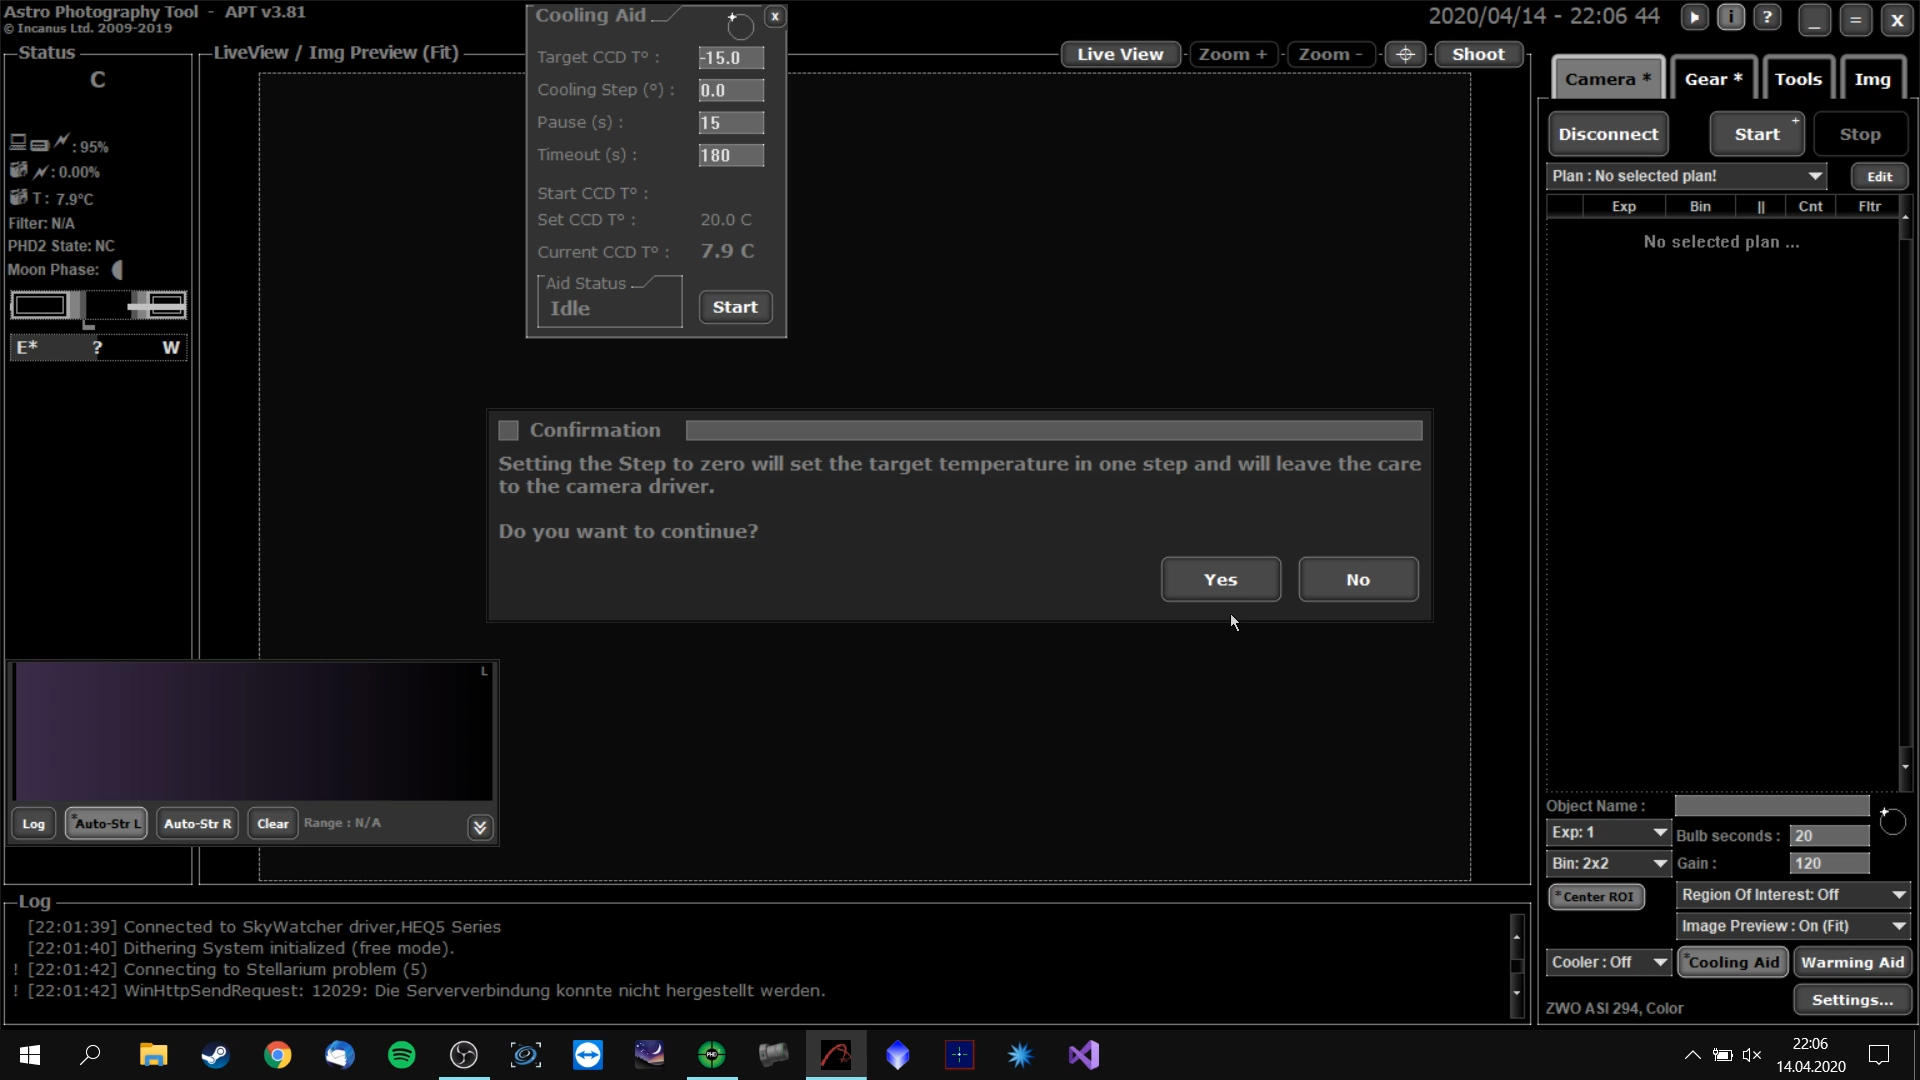 Astro Photography Tool - APT v3.81
© Incanus Ltd. 2009-2019
Cooling Aid
x
2020/04/14 - 22:06 44
i
?
_
=
X
Status
LiveView / Img Preview (Fit)
Live View
Zoom +
Zoom -
Shoot
C
: 95%
: 0.00%
T : 7.9°C
Filter: N/A
PHD2 State: NC
Moon Phase:
E*
?
W
Target CCD T° :
-15.0
Cooling Step (°) :
0.0
Pause (s) :
15
Timeout (s) :
180
Start CCD T° :
Set CCD T° :
20.0 C
Current CCD T° :
7.9 C
Aid Status
Idle
Start
Confirmation
Setting the Step to zero will set the target temperature in one step and will leave the care
to the camera driver.
Do you want to continue?
Yes
No
L
Log
*Auto-Str L
Auto-Str R
Clear
Range : N/A
Camera *
Gear *
Tools
Img
Disconnect
Start +
Stop
Plan : No selected plan!
Edit
Exp
Bin
||
Cnt
Fltr
No selected plan ...
Object Name :
Exp: 1
Bulb seconds :
20
Bin: 2x2
Gain :
120
*Center ROI
Region Of Interest: Off
Image Preview : On (Fit)
Cooler : Off
*Cooling Aid
Warming Aid
ZWO ASI 294, Color
Settings...
Log
[22:01:39] Connected to SkyWatcher driver,HEQ5 Series
[22:01:40] Dithering System initialized (free mode).
! [22:01:42] Connecting to Stellarium problem (5)
! [22:01:42] WinHttpSendRequest: 12029: Die Serververbindung konnte nicht hergestellt werden.
PHD
22:06
14.04.2020